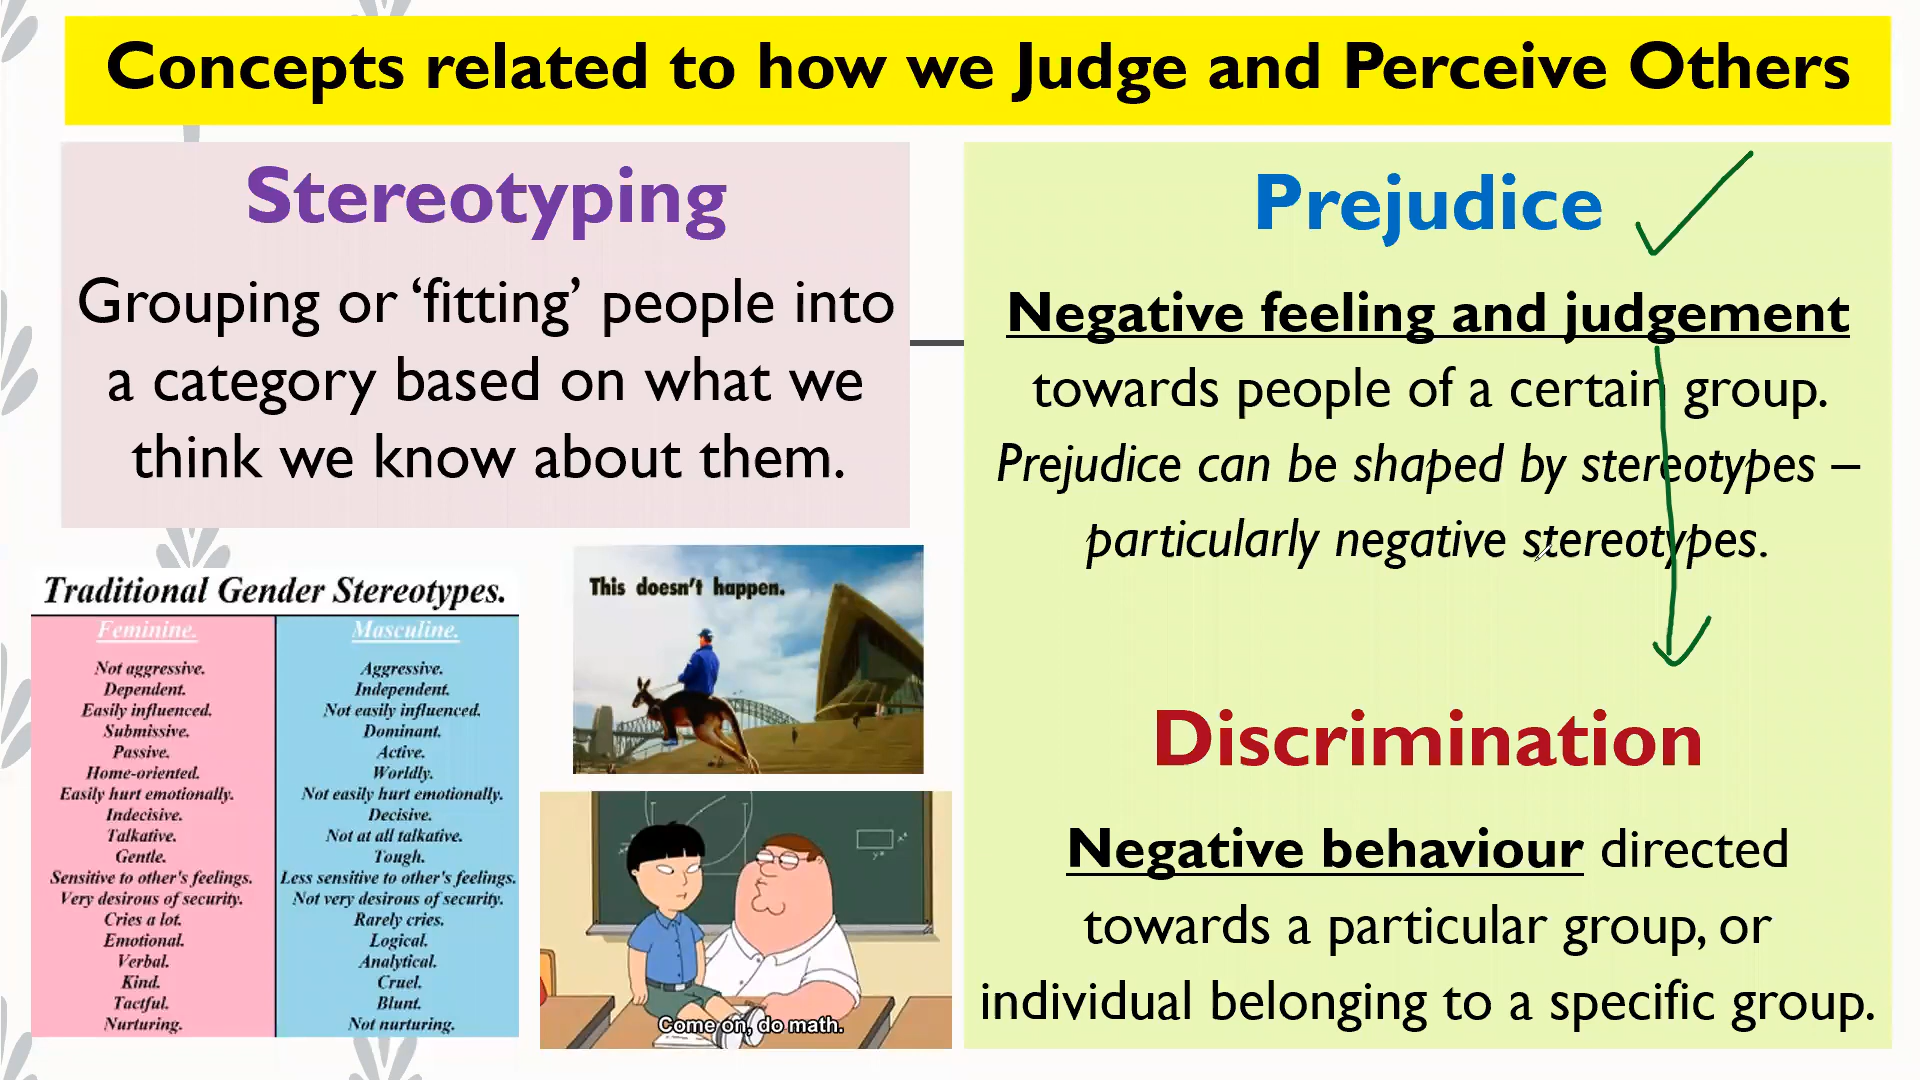 Concepts related to how we Judge and Perceive Others
Stereotyping
Grouping or ‘fitting’ people into
a category based on what we
think we know about them.
Traditional Gender Stereotypes.
Feminine.
Not aggressive.
Dependent.
Easily influenced.
Submissive.
Passive.
Home-oriented.
Easily hurt emotionally.
Indecisive.
Talkative.
Gentle.
Sensitive to other's feelings.
Very desirous of security.
Cries a lot.
Emotional.
Verbal.
Kind.
Tactful.
Nurturing.
Masculine.
Aggressive.
Independent.
Not easily influenced.
Dominant.
Active.
Worldly.
Not easily hurt emotionally.
Decisive.
Not at all talkative.
Tough.
Less sensitive to other's feelings.
Not very desirous of security.
Rarely cries.
Logical.
Analytical.
Cruel.
Blunt.
Not nurturing.
This doesn't happen.
Come on, do math.
Prejudice
Negative feeling and judgement
towards people of a certain group.
Prejudice can be shaped by stereotypes –
particularly negative stereotypes.
Discrimination
Negative behaviour directed
towards a particular group, or
individual belonging to a specific group.